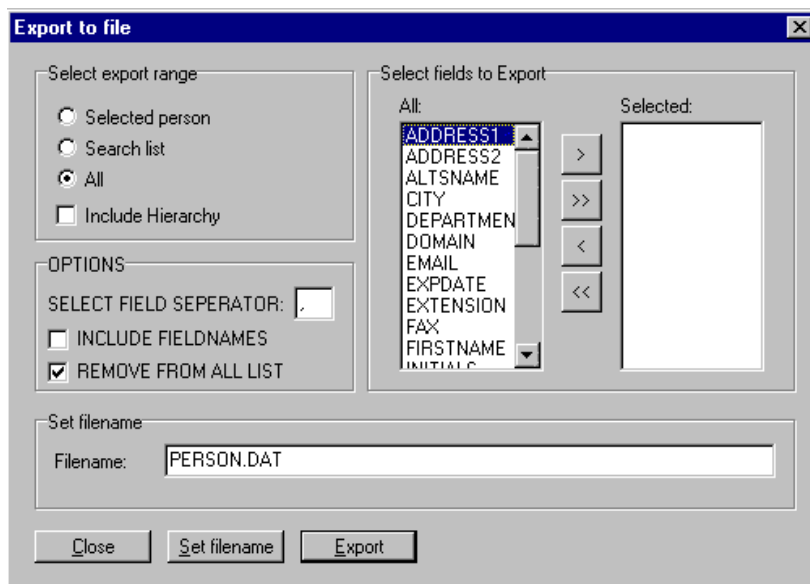 Export to file
Select export range
Selected person
Search list
All
Include Hierarchy
OPTIONS
SELECT FIELD SEPERATOR: ,
INCLUDE FIELDNAMES
REMOVE FROM ALL LIST
Select fields to Export
All:
ADDRESS1
ADDRESS2
ALTSNAME
CITY
DEPARTMEN
DOMAIN
EMAIL
EXPDATE
EXTENSION
FAX
FIRSTNAME
INITIALS
>
>>
<
<<
Selected:
Set filename
Filename: PERSON.DAT
Close Set filename Export